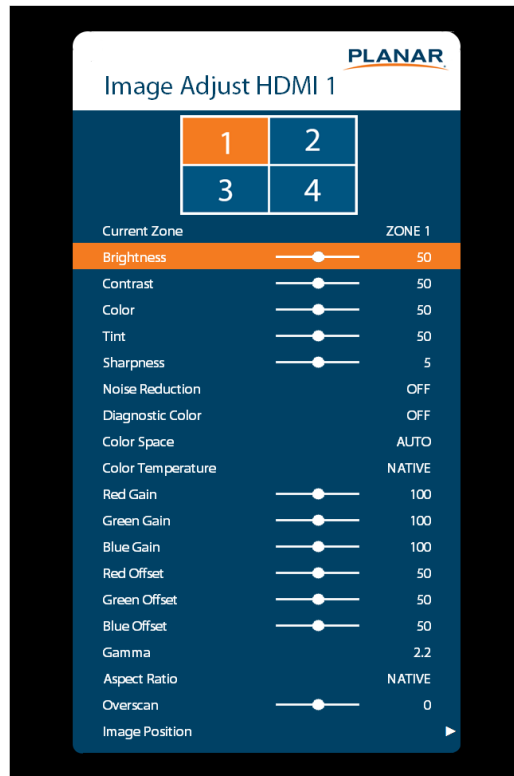 PLANAR
Image Adjust HDMI 1
1 2
3 4
Current Zone ZONE 1
Brightness 50
Contrast 50
Color 50
Tint 50
Sharpness 5
Noise Reduction OFF
Diagnostic Color OFF
Color Space AUTO
Color Temperature NATIVE
Red Gain 100
Green Gain 100
Blue Gain 100
Red Offset 50
Green Offset 50
Blue Offset 50
Gamma 2.2
Aspect Ratio NATIVE
Overscan 0
Image Position